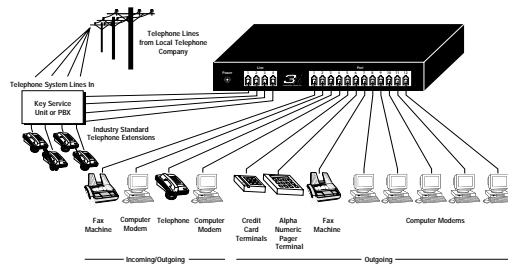 Telephone Lines
from Local Telephone
Company
Power
Line
Port
3
Telephone System Lines In
Key Service
Unit or PBX
Industry Standard
Telephone Extensions
Fax
Machine
Computer
Modem
Telephone
Computer
Modem
Credit
Card
Terminals
Alpha
Numeric
Pager
Terminal
Fax
Machine
Computer Modems
Incoming/Outgoing
Outgoing